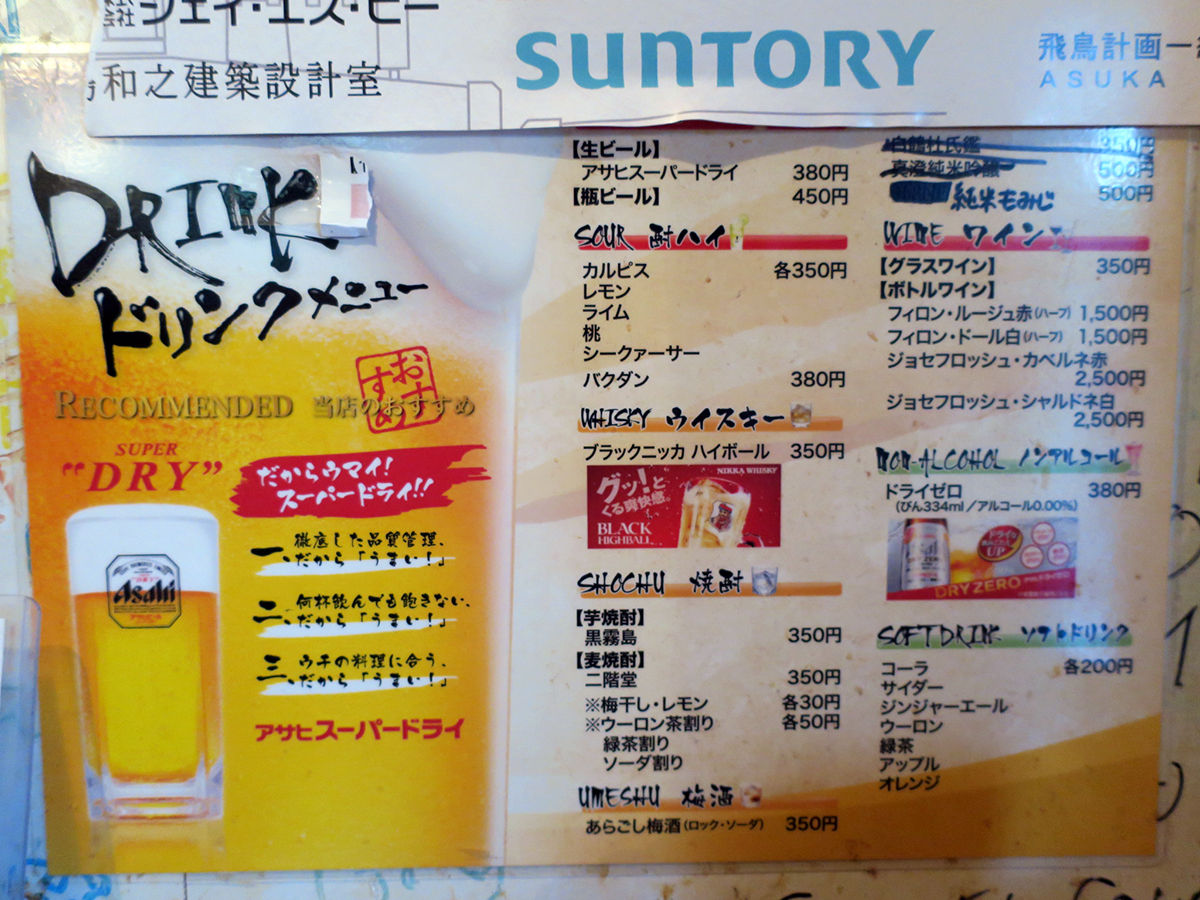 ジェイ・エス・ビー
和之建築設計室
SUNTORY
飛鳥計画一
ASUKA
DRINK
ドリンクメニュー
おすすめ
RECOMMENDED 当店のおすすめ
SUPER
"DRY"
だからウマイ!
スーパードライ!!
一、徹底した品質管理、
だから「うまい!」
二、何杯飲んでも飽きない、
だから「うまい!」
三、ウチの料理に合う、
だから「うまい!」
Asahi
アサヒスーパードライ
【生ビール】
アサヒスーパードライ 380円
【瓶ビール】 450円
SOUR 酎ハイ
カルピス 各350円
レモン
ライム
桃
シークァーサー
バクダン 380円
WHISKY ウイスキー
ブラックニッカ ハイボール 350円
NIKKA WHISKY
グッ!と
くる爽快感
BLACK
HIGHBALL
SHOCHU 焼酎
【芋焼酎】
黒霧島 350円
【麦焼酎】
二階堂 350円
※梅干し・レモン 各30円
※ウーロン茶割り 各50円
緑茶割り
ソーダ割り
UMESHU 梅酒
あらごし梅酒(ロック・ソーダ) 350円
白鶴杜氏鑑
真澄純米吟醸 500円
純米もみじ 500円
WINE ワイン
【グラスワイン】 350円
【ボトルワイン】
フィロン・ルージュ赤(ハーフ) 1,500円
フィロン・ドール白(ハーフ) 1,500円
ジョセフロッシュ・カベルネ赤
2,500円
ジョセフロッシュ・シャルドネ白
2,500円
NON-ALCOHOL ノンアルコール
ドライゼロ 380円
(びん334ml/アルコール0.00%)
Asahi
UP
DRYZERO
SOFT DRINK ソフトドリンク
コーラ 各200円
サイダー
ジンジャーエール
ウーロン
緑茶
アップル
オレンジ